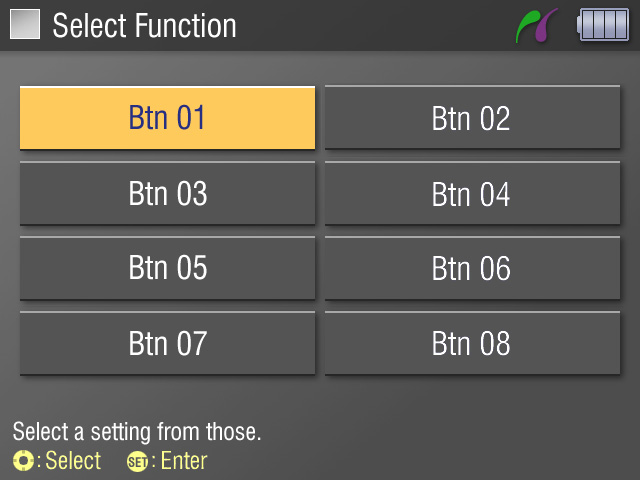 Select Function
Btn 01 Btn 02
Btn 03 Btn 04
Btn 05 Btn 06
Btn 07 Btn 08
Select a setting from those.
: Select SET : Enter